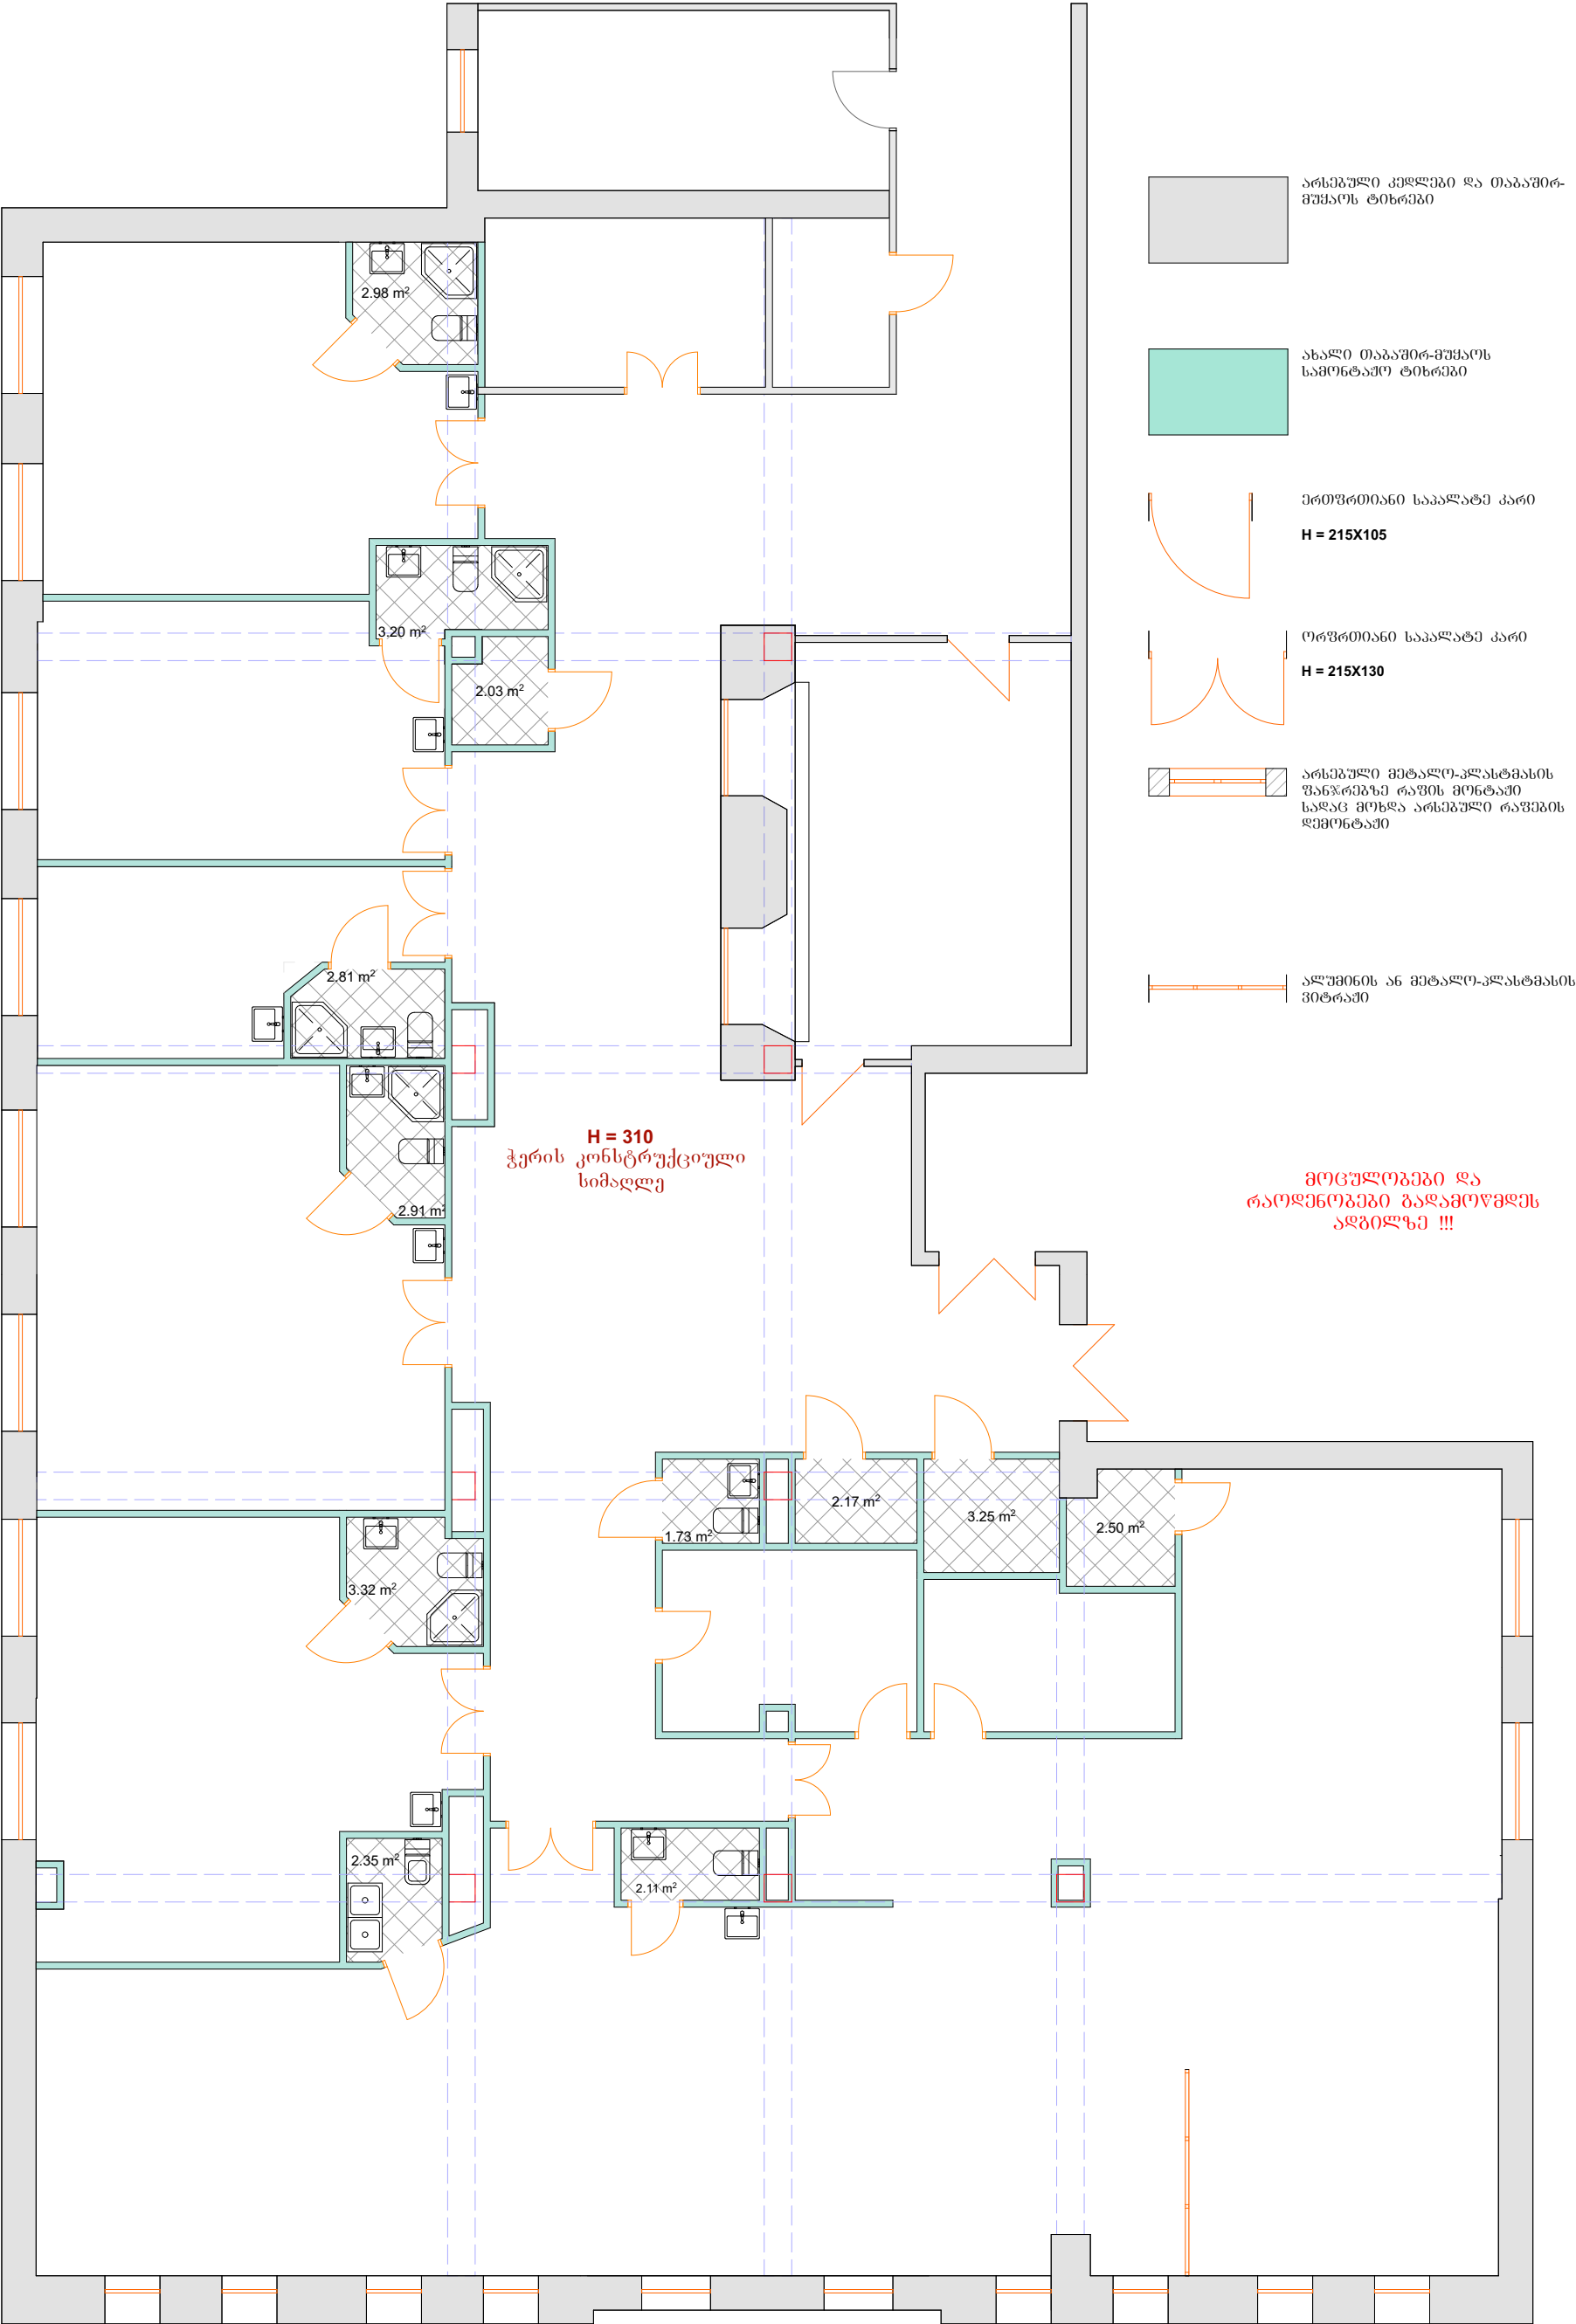 2.98 m²
3.20 m²
2.03 m²
2.81 m²
2.91 m²
H = 310
ჭერის კონსტრუქციული
სიმაღლე
1.73 m²
2.17 m²
3.25 m²
2.50 m²
3.32 m²
2.35 m²
2.11 m²
არსებული კედლები და თაბაშირ-
მუყაოს ტიხრები
ახალი თაბაშირ-მუყაოს
სამონტაჟო ტიხრები
ერთფრთიანი საპალატე კარი
H = 215X105
ორფრთიანი საპალატე კარი
H = 215X130
არსებული მეტალო-პლასტმასის
ფანჯრებზე რაფის მონტაჟი
სადაც მოხდა არსებული რაფების
დემონტაჟი
ალუმინის ან მეტალო-პლასტმასის
ვიტრაჟი
მოცულობები და
რაოდენობები გადამოწმდეს
ადგილზე !!!